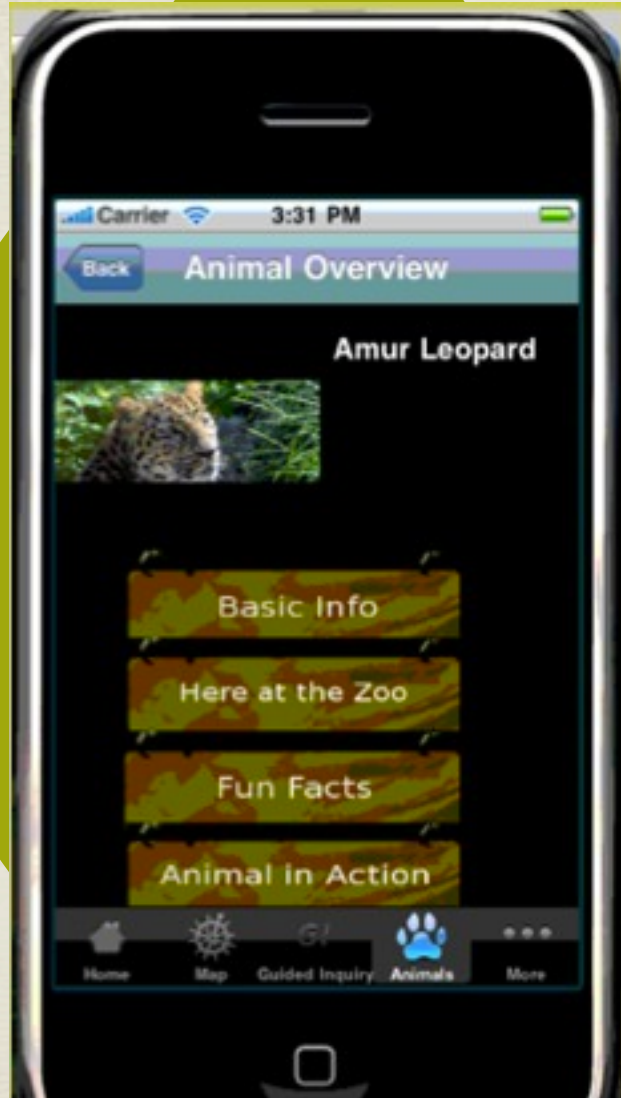 Carrier 3:31 PM
Back Animal Overview
Amur Leopard
Basic Info
Here at the Zoo
Fun Facts
Animal in Action
G!
Home Map Guided Inquiry Animals More